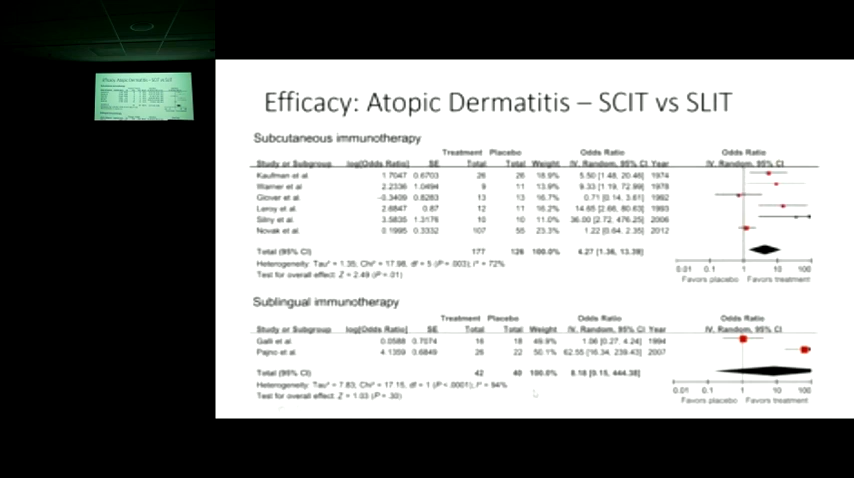 Efficacy: Atopic Dermatitis – SCIT vs SLIT
Subcutaneous immunotherapy
Treatment Placebo Odds Ratio Odds Ratio
Study or Subgroup log[Odds Ratio] SE Total Total Weight IV, Random, 95% CI Year IV, Random, 95% CI
Kaufman et al. 1.7047 0.6703 26 26 18.9% 5.50 [1.48, 20.46] 1974
Warner et al. 2.2336 1.0494 9 11 13.9% 9.33 [1.19, 72.99] 1978
Glover et al. -0.3409 0.8283 13 13 16.7% 0.71 [0.14, 3.61] 1992
Leroy et al. 2.6847 0.87 12 11 16.2% 14.65 [2.66, 80.63] 1993
Silny et al. 3.5835 1.3176 10 10 11.0% 36.00 [2.72, 476.25] 2006
Novak et al. 0.1995 0.3332 107 55 23.3% 1.22 [0.64, 2.35] 2012
Total (95% CI) 177 126 100.0% 4.27 [1.36, 13.39]
Heterogeneity: Tau² = 1.35; Chi² = 17.98, df = 5 (P = .003); I² = 72%
Test for overall effect: Z = 2.49 (P = .01)
0.01 0.1 1 10 100
Favors placebo Favors treatment
Sublingual immunotherapy
Treatment Placebo Odds Ratio Odds Ratio
Study or Subgroup log[Odds Ratio] SE Total Total Weight IV, Random, 95% CI Year IV, Random, 95% CI
Galli et al. 0.0588 0.7074 16 18 49.9% 1.06 [0.27, 4.24] 1994
Pajno et al. 4.1359 0.6849 26 22 50.1% 62.55 [16.34, 239.43] 2007
Total (95% CI) 42 40 100.0% 8.18 [0.15, 444.38]
Heterogeneity: Tau² = 7.83; Chi² = 17.15, df = 1 (P < .0001); I² = 94%
Test for overall effect: Z = 1.03 (P = .30)
0.01 0.1 1 10 100
Favors placebo Favors treatment